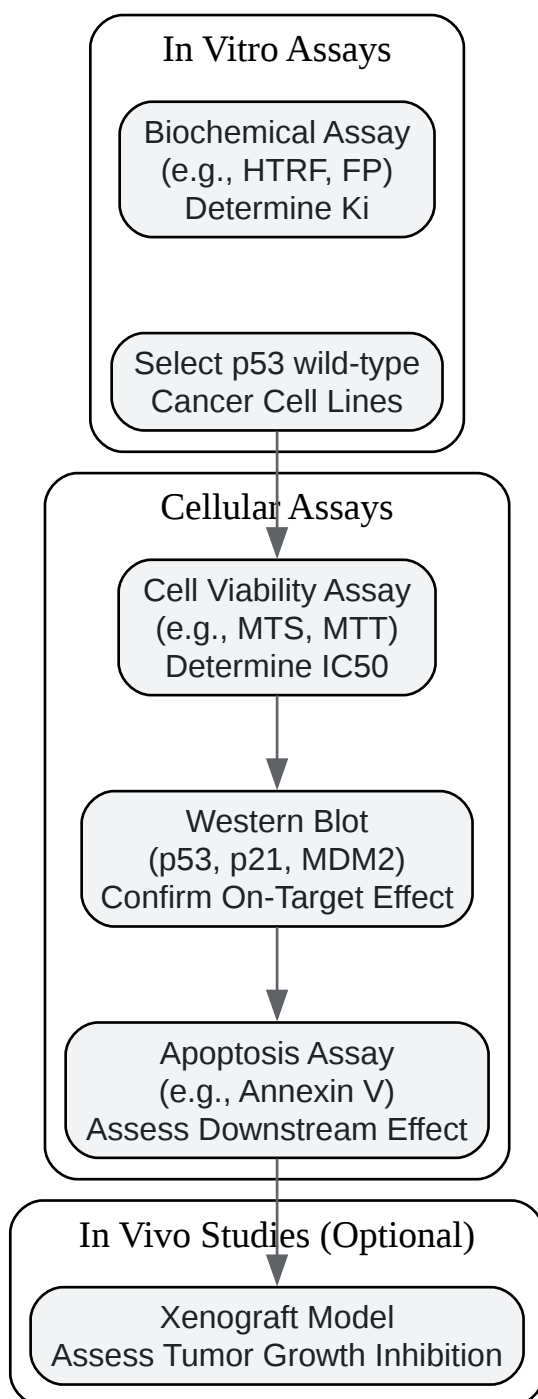 In Vitro Assays
Biochemical Assay
(e.g., HTRF, FP)
Determine Ki
Select p53 wild-type
Cancer Cell Lines
Cellular Assays
Cell Viability Assay
(e.g., MTS, MTT)
Determine IC50
Western Blot
(p53, p21, MDM2)
Confirm On-Target Effect
Apoptosis Assay
(e.g., Annexin V)
Assess Downstream Effect
In Vivo Studies (Optional)
Xenograft Model
Assess Tumor Growth Inhibition